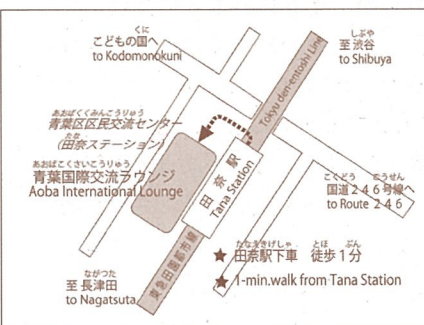 くに
こどもの国へ
to Kodomonokuni
しぶや
至 渋谷
to Shibuya
Tokyu den-entoshi Line
あおばくくみんこうりゅう
青葉区区民交流センター
たな
(田奈ステーション)
あおばこくさいこうりゅう
青葉国際交流ラウンジ
Aoba International Lounge
田奈駅
Tana Station
こくどう ごうせん
国道246号線へ
to Route 246
東急田園都市線
たなえきげしゃ とほ ぷん
★ 田奈駅下車 徒歩1分
★ 1-min.walk from Tana Station
ながつた
至 長津田
to Nagatsuta